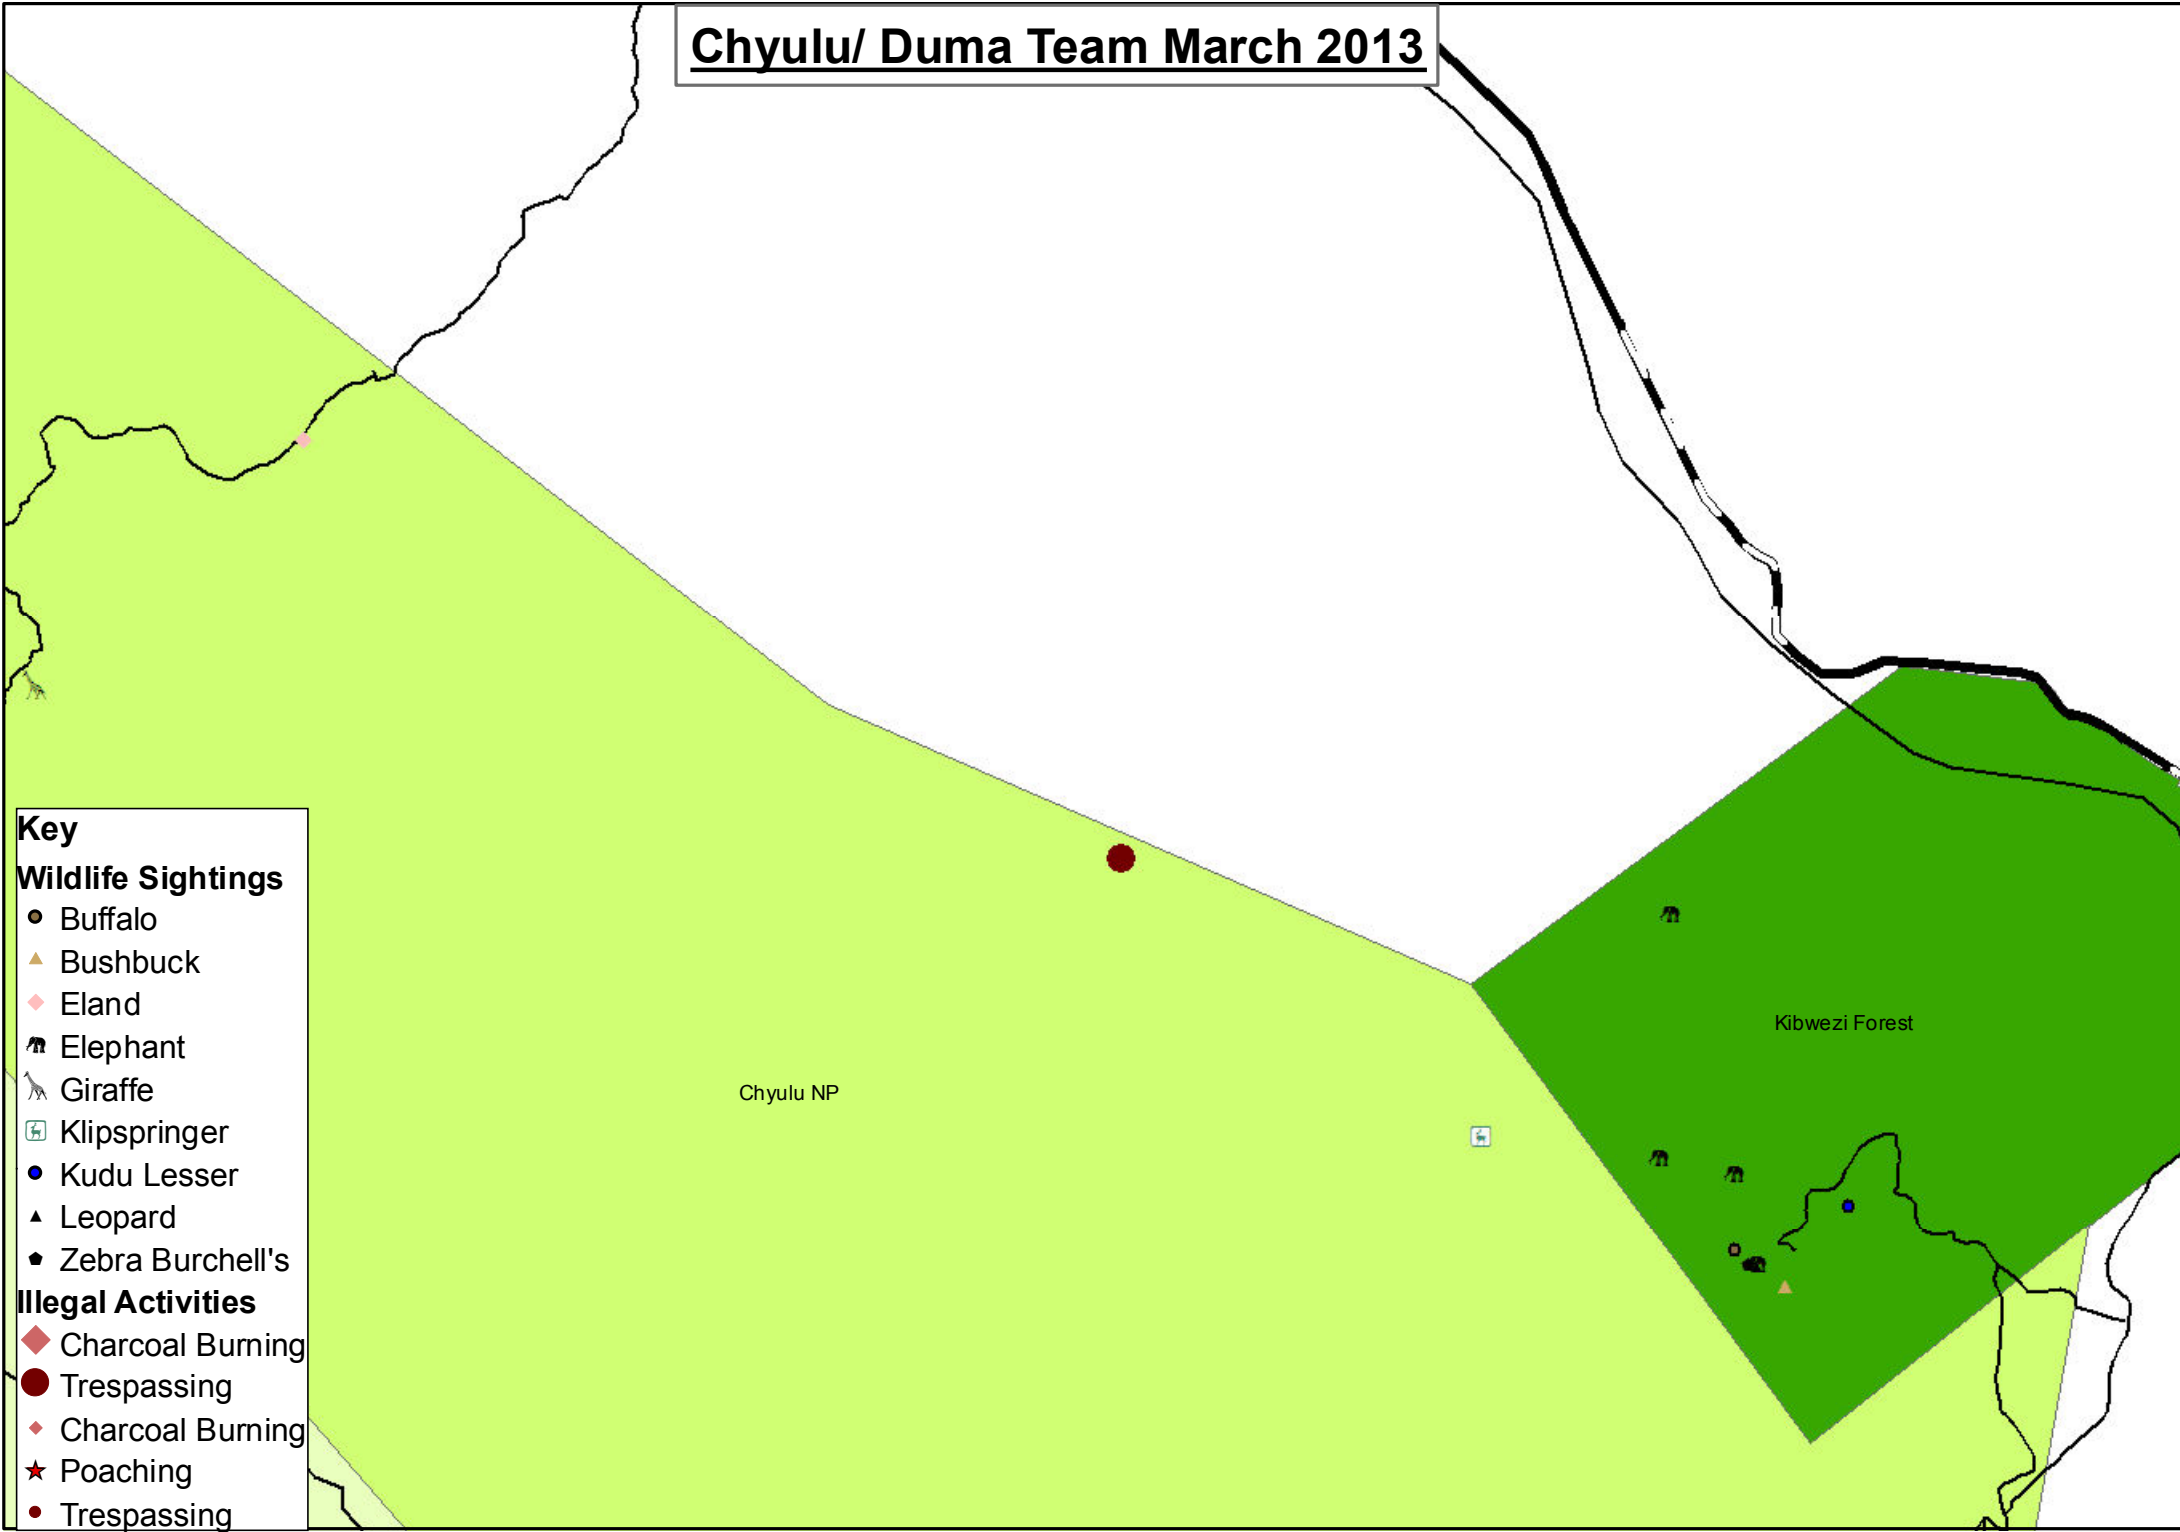 Chyulu/ Duma Team March 2013
Key
Wildlife Sightings
Buffalo
Bushbuck
Eland
Elephant
Giraffe
Klipspringer
Kudu Lesser
Leopard
Zebra Burchell's
Illegal Activities
Charcoal Burning
Trespassing
Charcoal Burning
Poaching
Trespassing
Kibwezi Forest
Chyulu NP